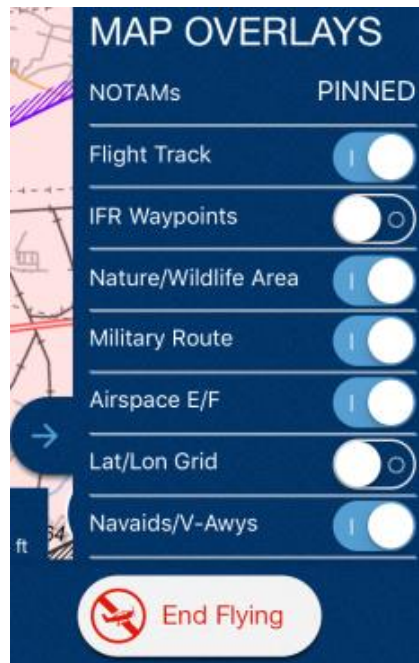 MAP OVERLAYS
NOTAMs PINNED
Flight Track
IFR Waypoints
Nature/Wildlife Area
Military Route
Airspace E/F
Lat/Lon Grid
Navaids/V-Awys
ft 64
End Flying